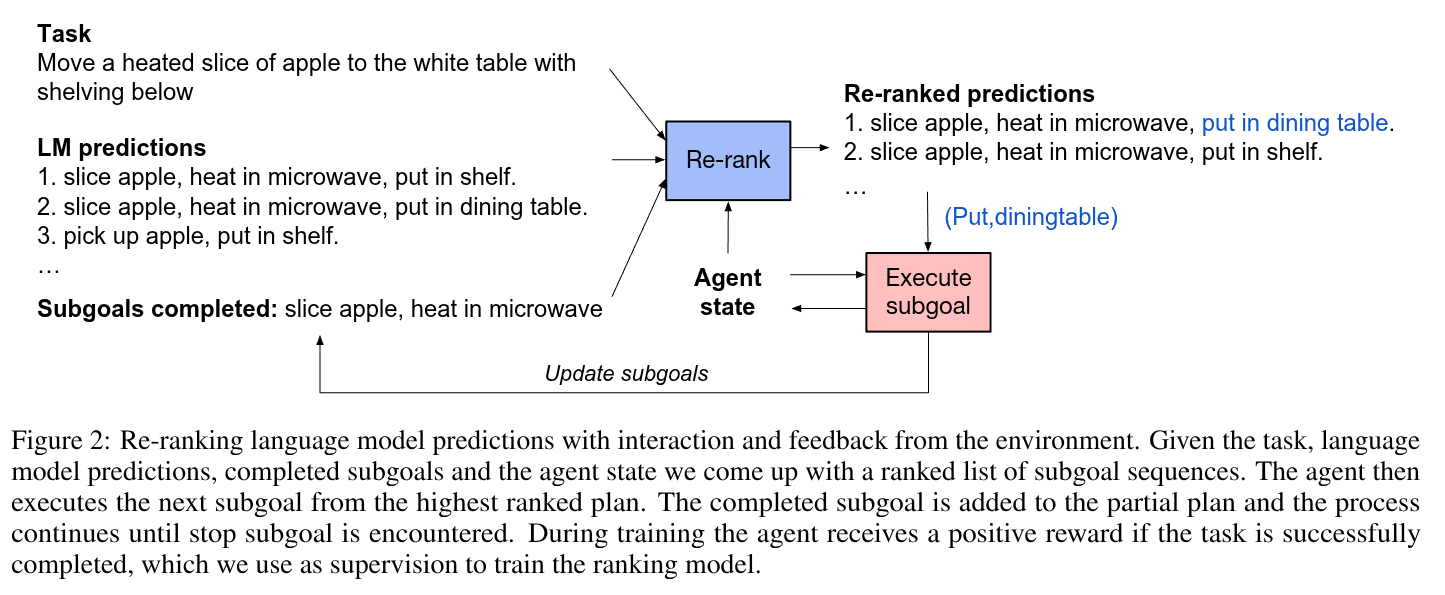 Task
Move a heated slice of apple to the white table with
shelving below
LM predictions
1. slice apple, heat in microwave, put in shelf.
2. slice apple, heat in microwave, put in dining table.
3. pick up apple, put in shelf.
…
Subgoals completed: slice apple, heat in microwave
Re-rank
Agent
state
Re-ranked predictions
1. slice apple, heat in microwave, put in dining table.
2. slice apple, heat in microwave, put in shelf.
…
(Put,diningtable)
Execute
subgoal
Update subgoals
Figure 2: Re-ranking language model predictions with interaction and feedback from the environment. Given the task, language
model predictions, completed subgoals and the agent state we come up with a ranked list of subgoal sequences. The agent then
executes the next subgoal from the highest ranked plan. The completed subgoal is added to the partial plan and the process
continues until stop subgoal is encountered. During training the agent receives a positive reward if the task is successfully
completed, which we use as supervision to train the ranking model.